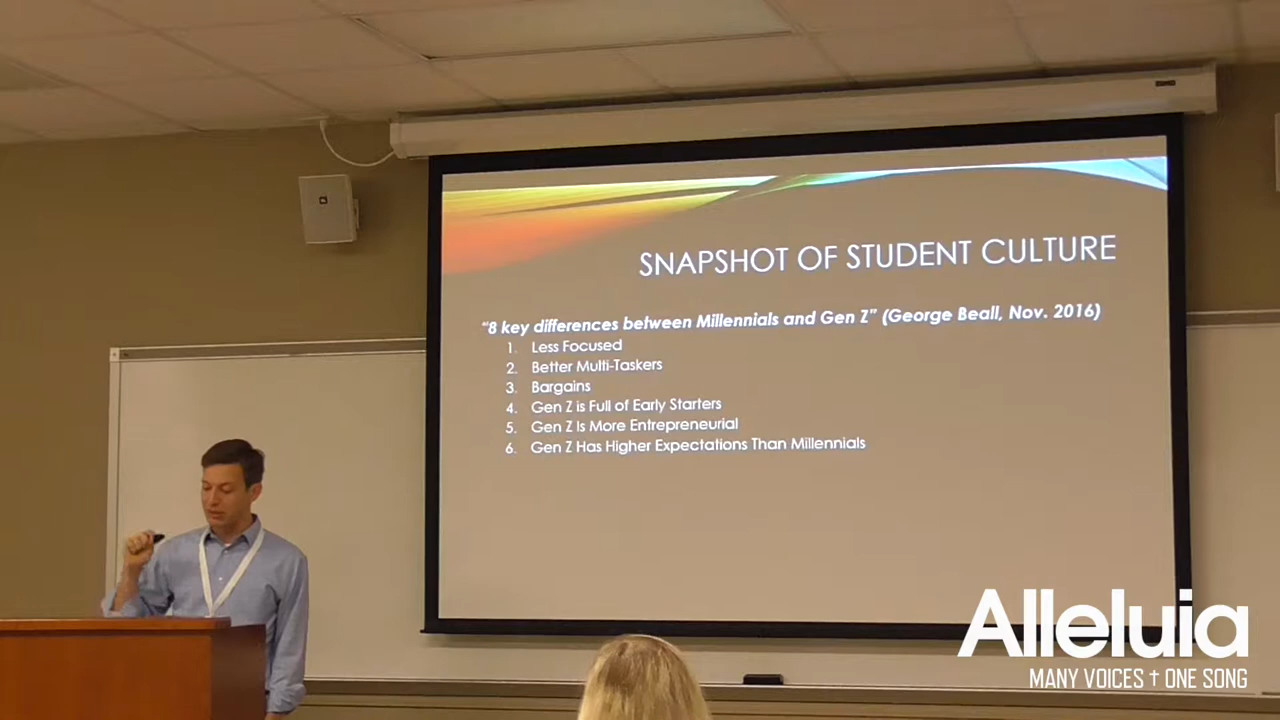 SNAPSHOT OF STUDENT CULTURE
"8 key differences between Millennials and Gen Z" (George Beall, Nov. 2016)
1. Less Focused
2. Better Multi-Taskers
3. Bargains
4. Gen Z is Full of Early Starters
5. Gen Z Is More Entrepreneurial
6. Gen Z Has Higher Expectations Than Millennials
Alleluia
MANY VOICES † ONE SONG